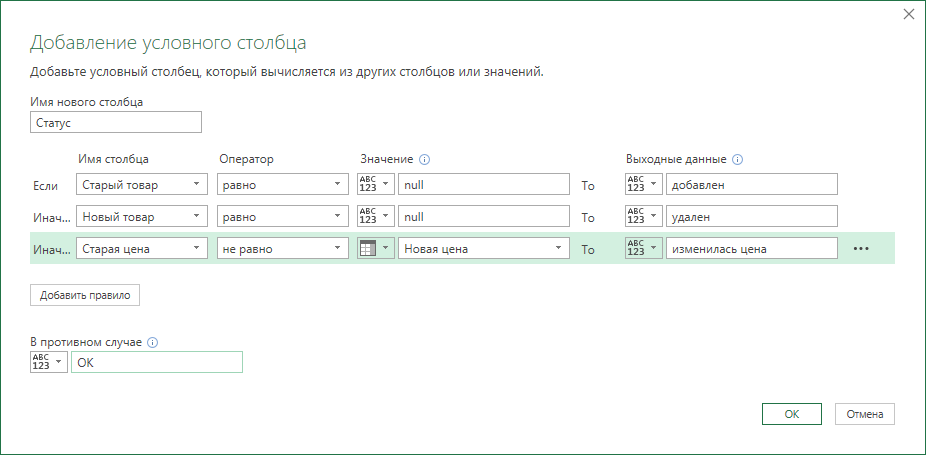 Добавление условного столбца
Добавьте условный столбец, который вычисляется из других столбцов или значений.
Имя нового столбца
Статус
Имя столбца Оператор Значение Выходные данные
Если Старый товар равно ABC 123 null То ABC 123 добавлен
Инач... Новый товар равно ABC 123 null То ABC 123 удален
Инач... Старая цена не равно Новая цена То ABC 123 изменилась цена ...
Добавить правило
В противном случае
ABC 123 ОК
ОК Отмена